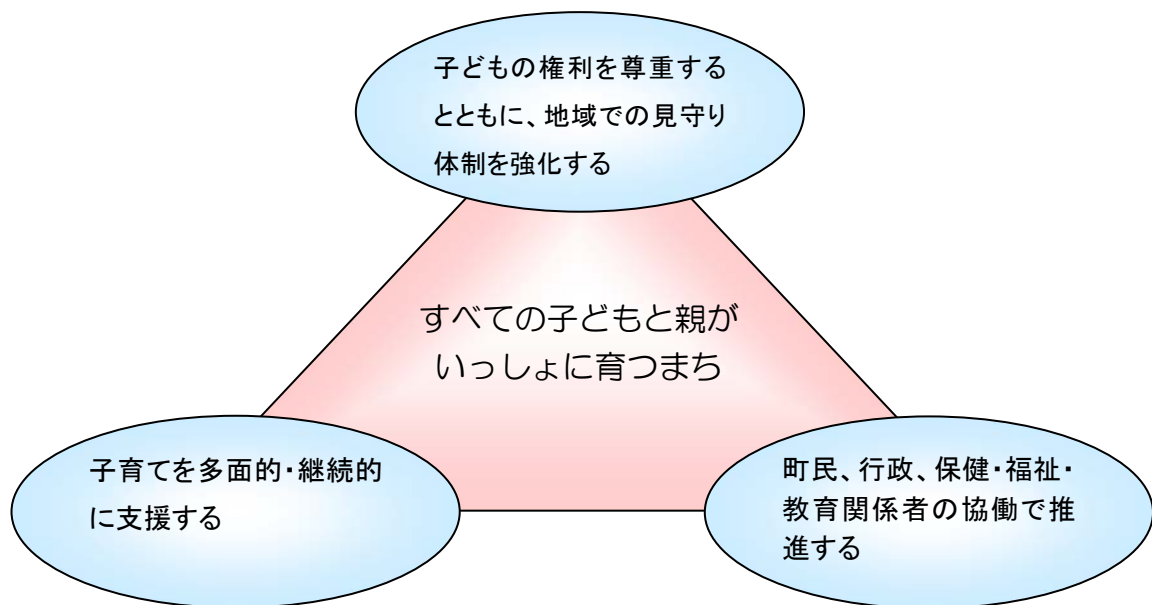 子どもの権利を尊重する
とともに、地域での見守り
体制を強化する
すべての子どもと親が
いっしょに育つまち
子育てを多面的・継続的
に支援する
町民、行政、保健・福祉・
教育関係者の協働で推
進する